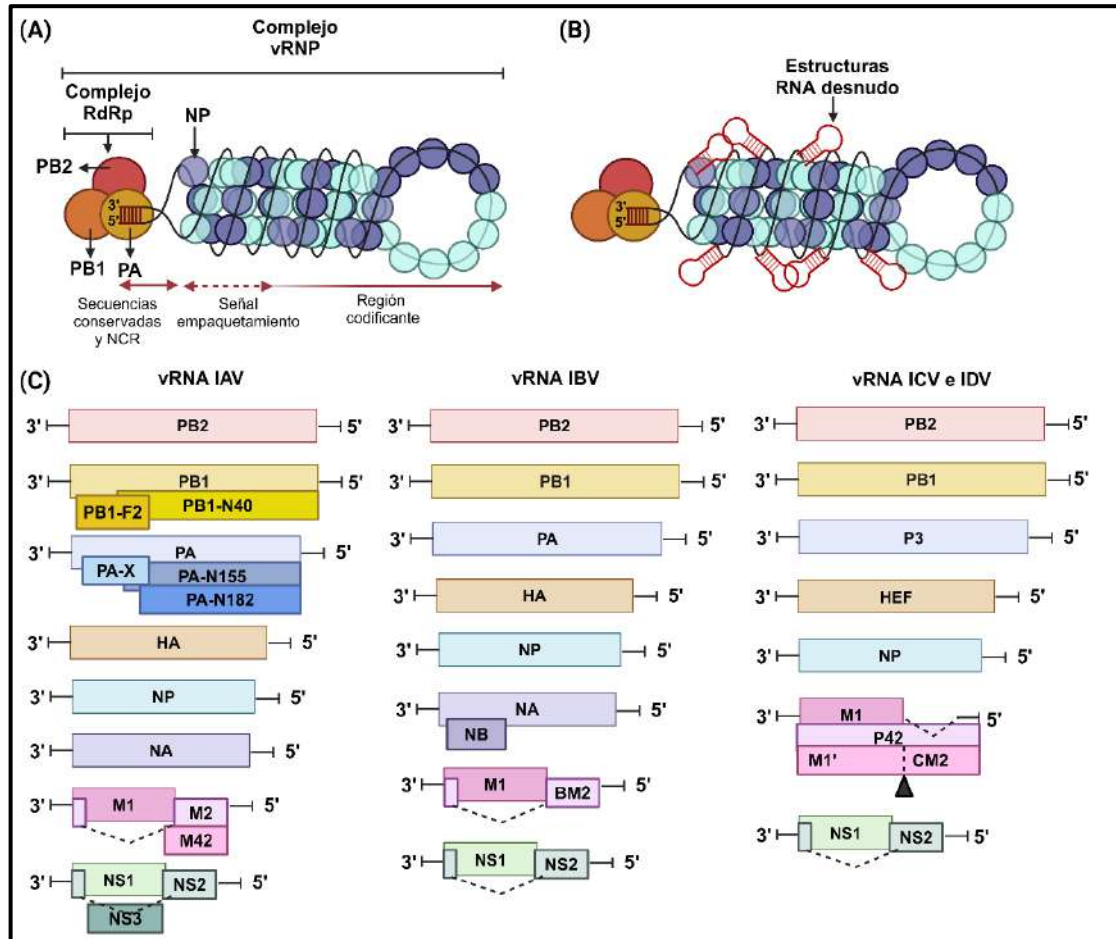 (A)
Complejo
vRNP
Complejo
RdRp
NP
PB2
3'
5'
PB1
PA
Secuencias
conservadas
y NCR
Señal
empaquetamiento
Región
codificante
(B)
Estructuras
RNA desnudo
3'
5'
(C)
vRNA IAV
3' PB2 5'
3' PB1 5'
PB1-F2 PB1-N40
3' PA 5'
PA-X PA-N155
PA-N182
3' HA 5'
3' NP 5'
3' NA 5'
3' M1 M2 5'
M42
3' NS1 NS2 5'
NS3
vRNA IBV
3' PB2 5'
3' PB1 5'
3' PA 5'
3' HA 5'
3' NP 5'
3' NA 5'
NB
3' M1 BM2 5'
3' NS1 NS2 5'
vRNA ICV e IDV
3' PB2 5'
3' PB1 5'
3' P3 5'
3' HEF 5'
3' NP 5'
3' M1 5'
P42
M1' CM2
3' NS1 NS2 5'